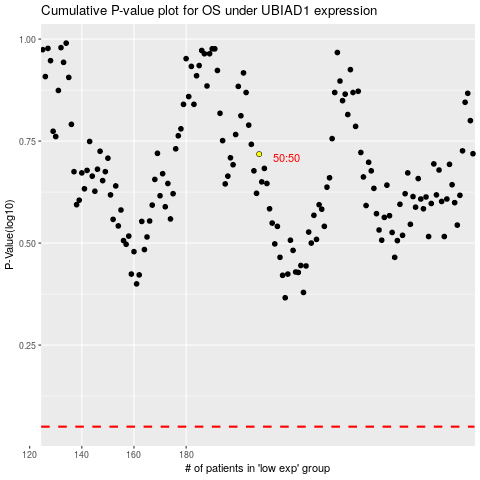 Cumulative P-value plot for OS under UBIAD1 expression
1.00
0.75
0.50
0.25
50:50
P-Value(log10)
120 140 160 180
# of patients in 'low exp' group